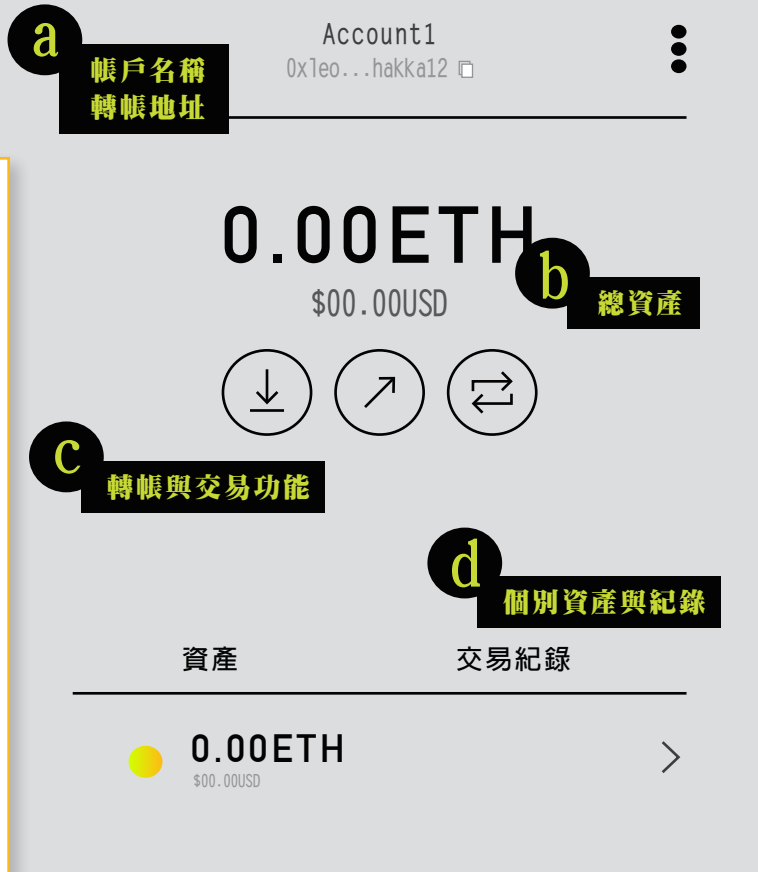 a
帳戶名稱
轉帳地址
Account1
0xleo...hakka12
0.00ETH
$00.00USD
b
總資產
c
轉帳與交易功能
d
個別資產與紀錄
資產
交易紀錄
0.00ETH
$00.00USD